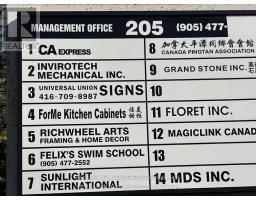 REALTOR
MANAGEMENT OFFICE 205 (905) 477-
1 CA EXPRESS
2 INVIROTECH
MECHANICAL INC.
3 UNIVERSAL UNION SIGNS
416-709-8987
4 ForMe Kitchen Cabinets
5 RICHWHEEL ARTS
FRAMING & HOME DECOR
6 FELIX'S SWIM SCHOOL
(905) 477-2552
7 SUNLIGHT
INTERNATIONAL
8 加拿大平潭同鄉會會館
CANADA PINGTAN ASSOCIATION
9 GRAND STONE INC.
10
11 FLORET INC.
12 MAGICLINK CANAD
13
14 MDS INC.